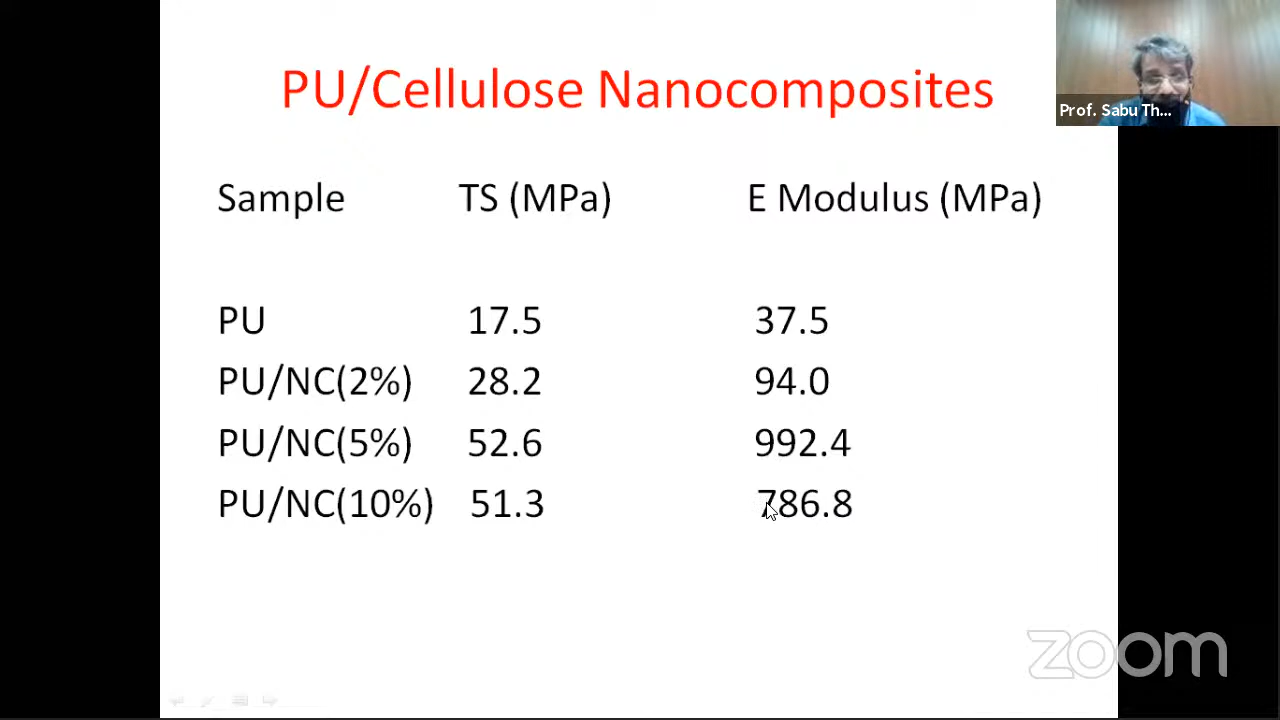 PU/Cellulose Nanocomposites
Prof. Sabu Th...
Sample TS (MPa) E Modulus (MPa)
PU 17.5 37.5
PU/NC(2%) 28.2 94.0
PU/NC(5%) 52.6 992.4
PU/NC(10%) 51.3 786.8
zoom